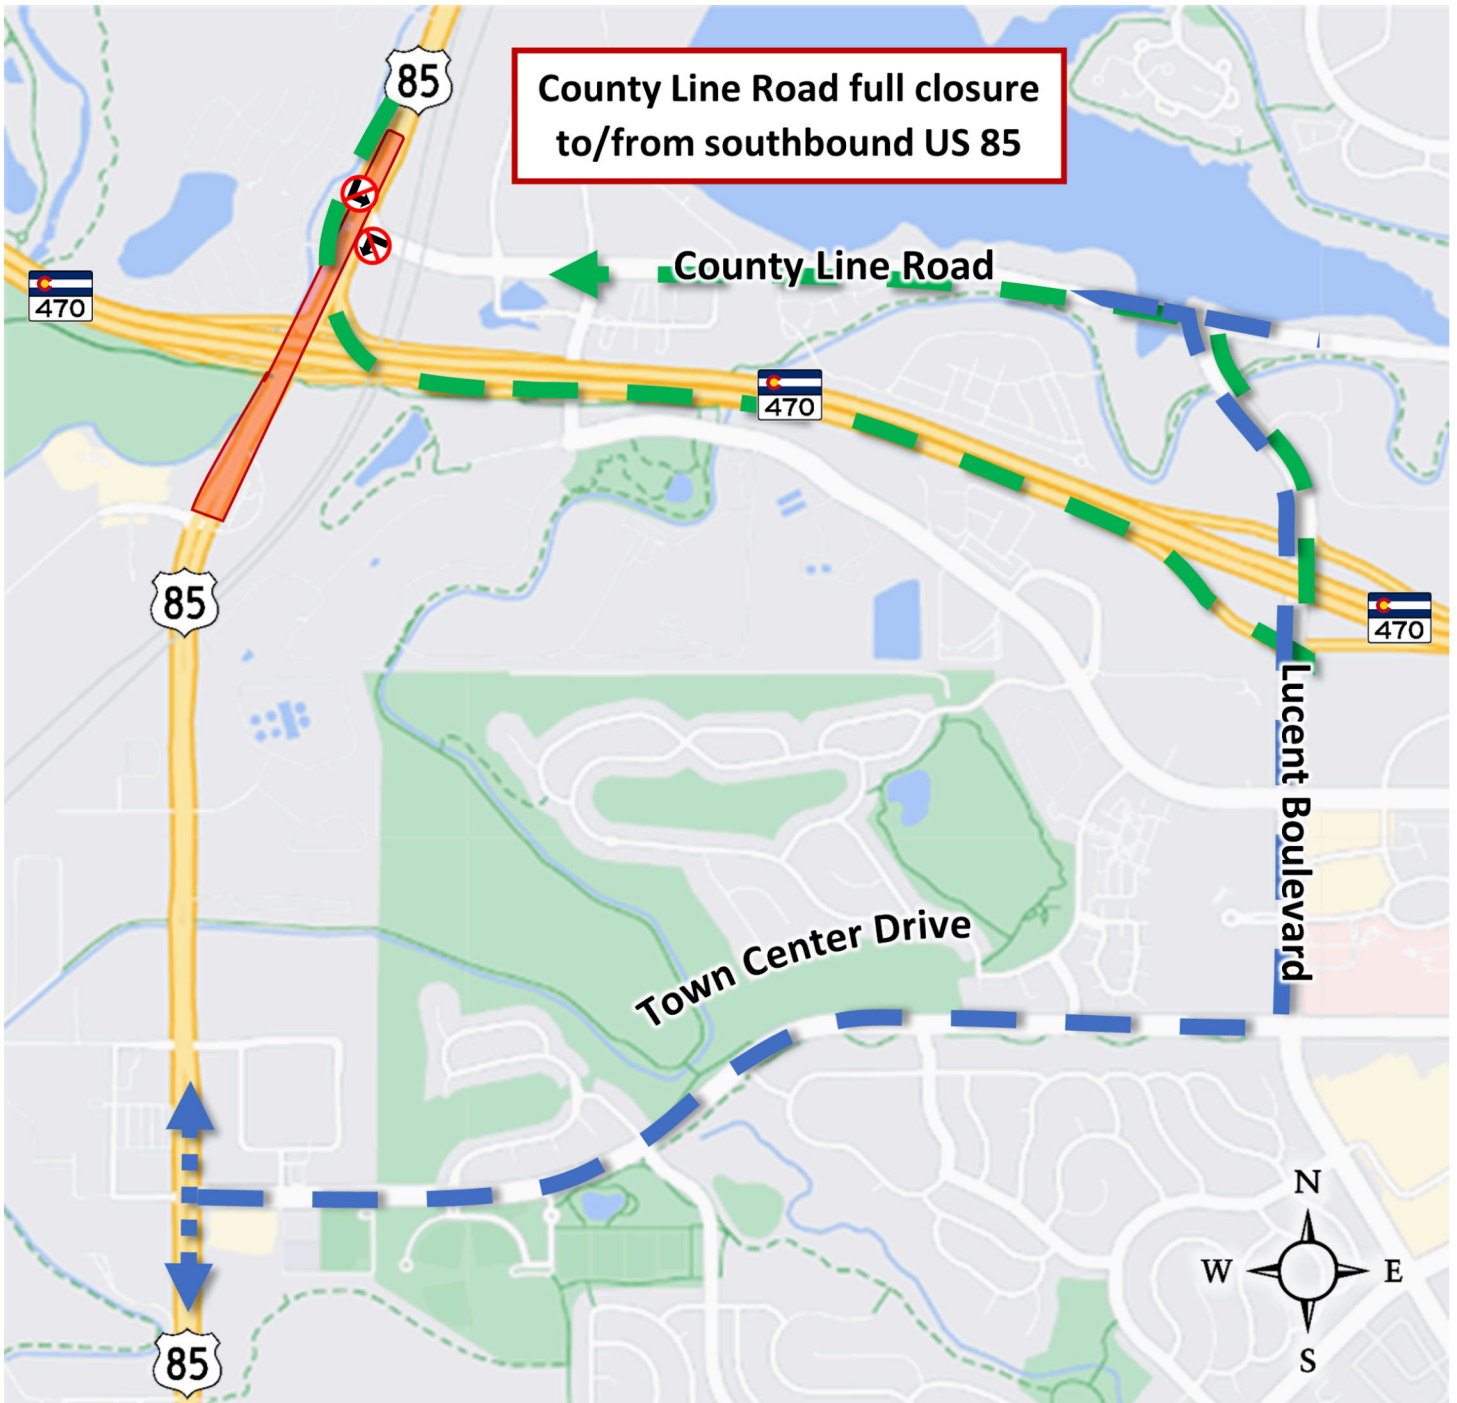 85
County Line Road full closure
to/from southbound US 85
County Line Road
470
470
85
470
Lucent Boulevard
Town Center Drive
N
W E
S
85